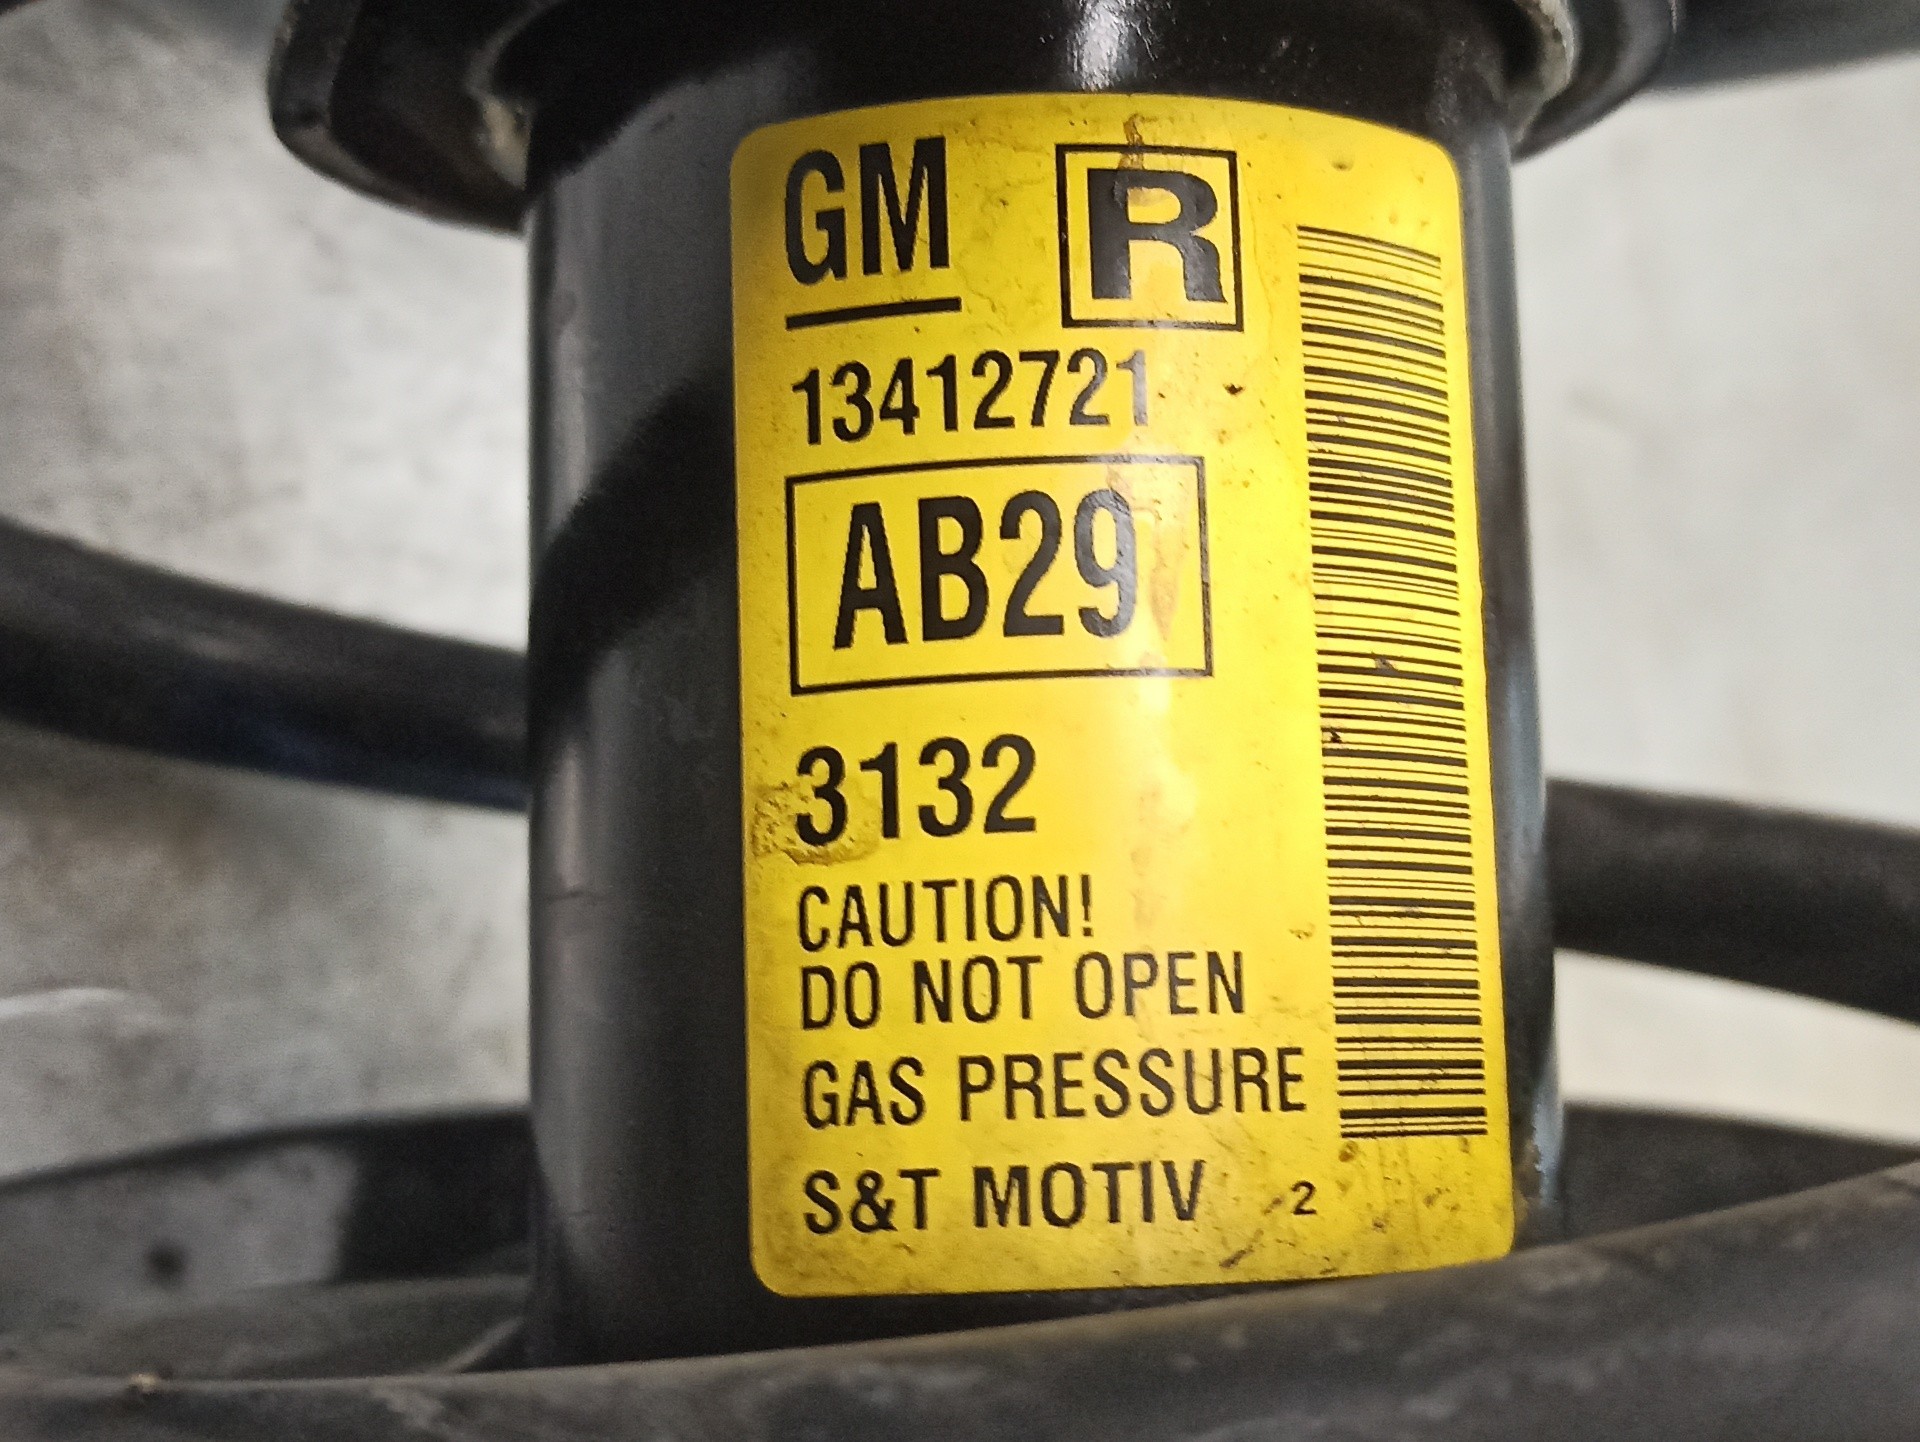 GM R
13412721
AB29
3132
CAUTION!
DO NOT OPEN
GAS PRESSURE
S&T MOTIV -2